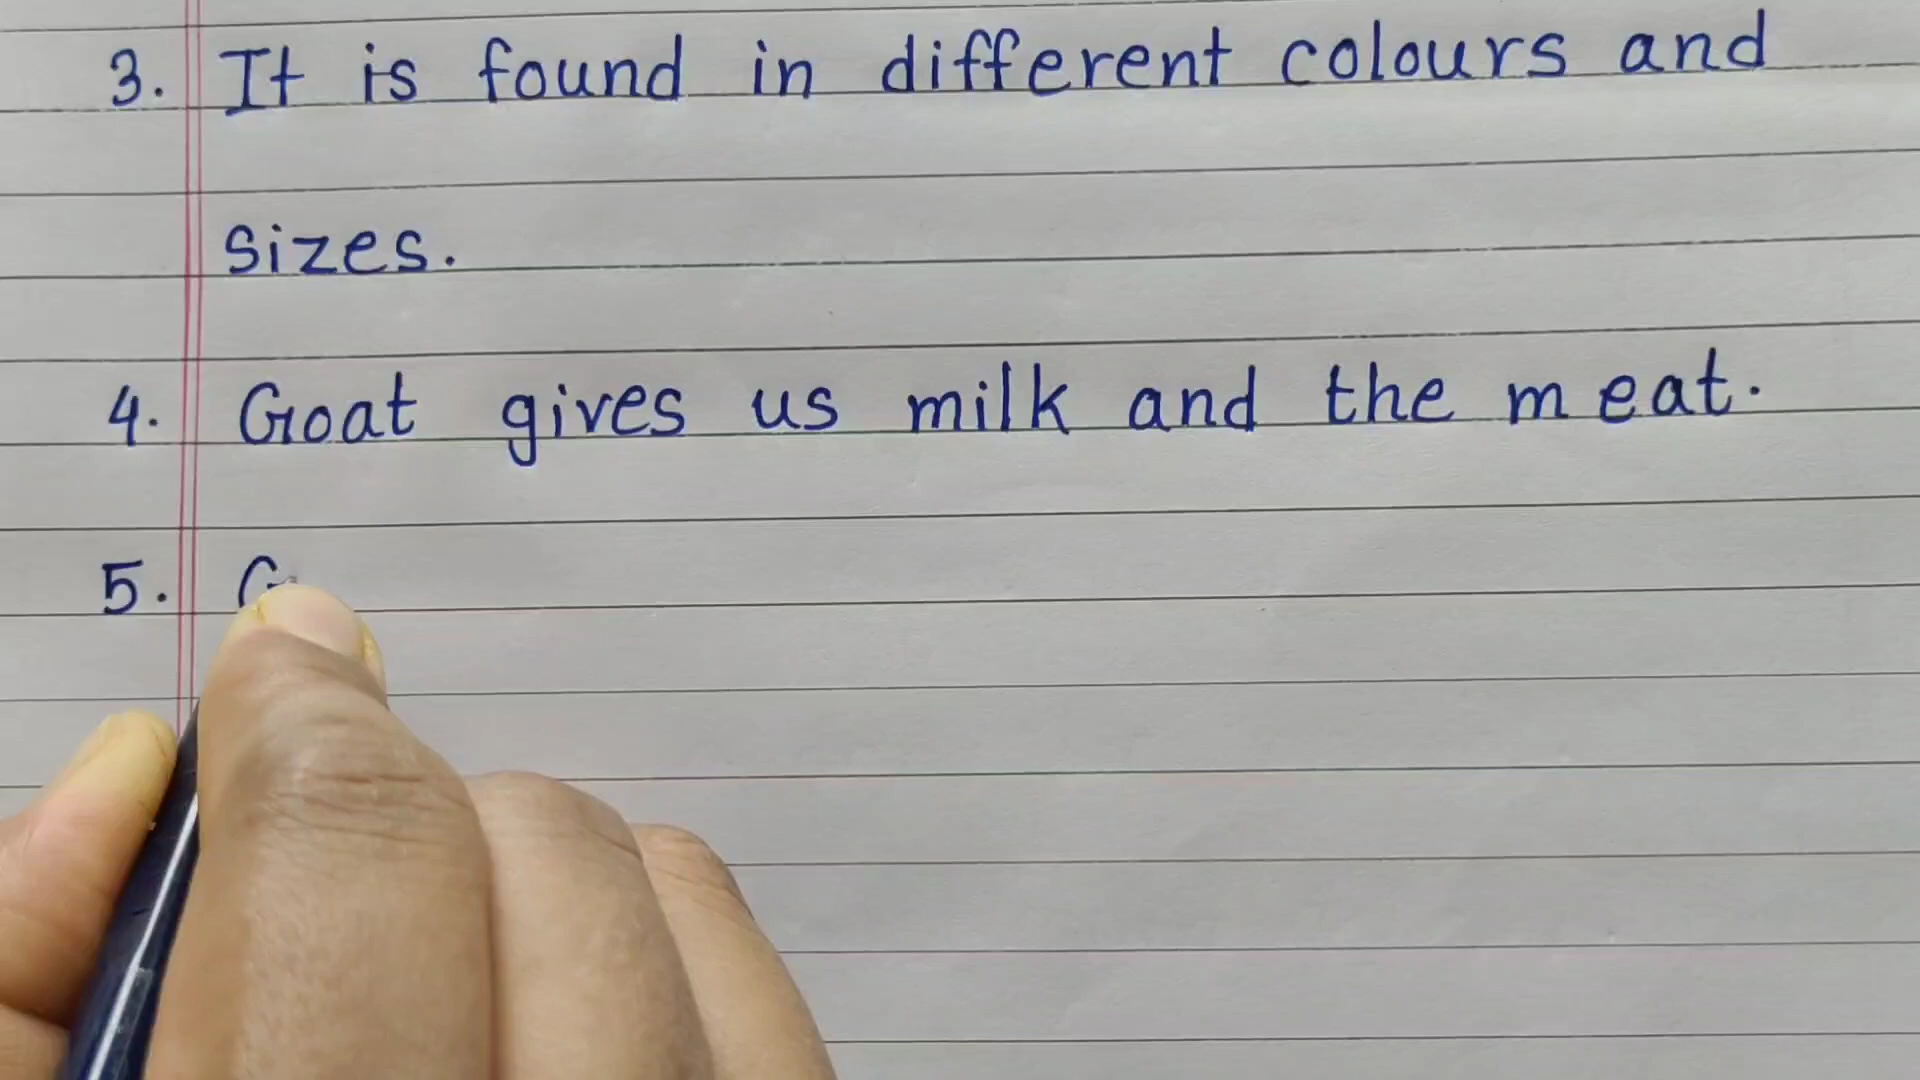 3. It is found in different colours and
sizes.
4. Goat gives us milk and the meat.
5. G